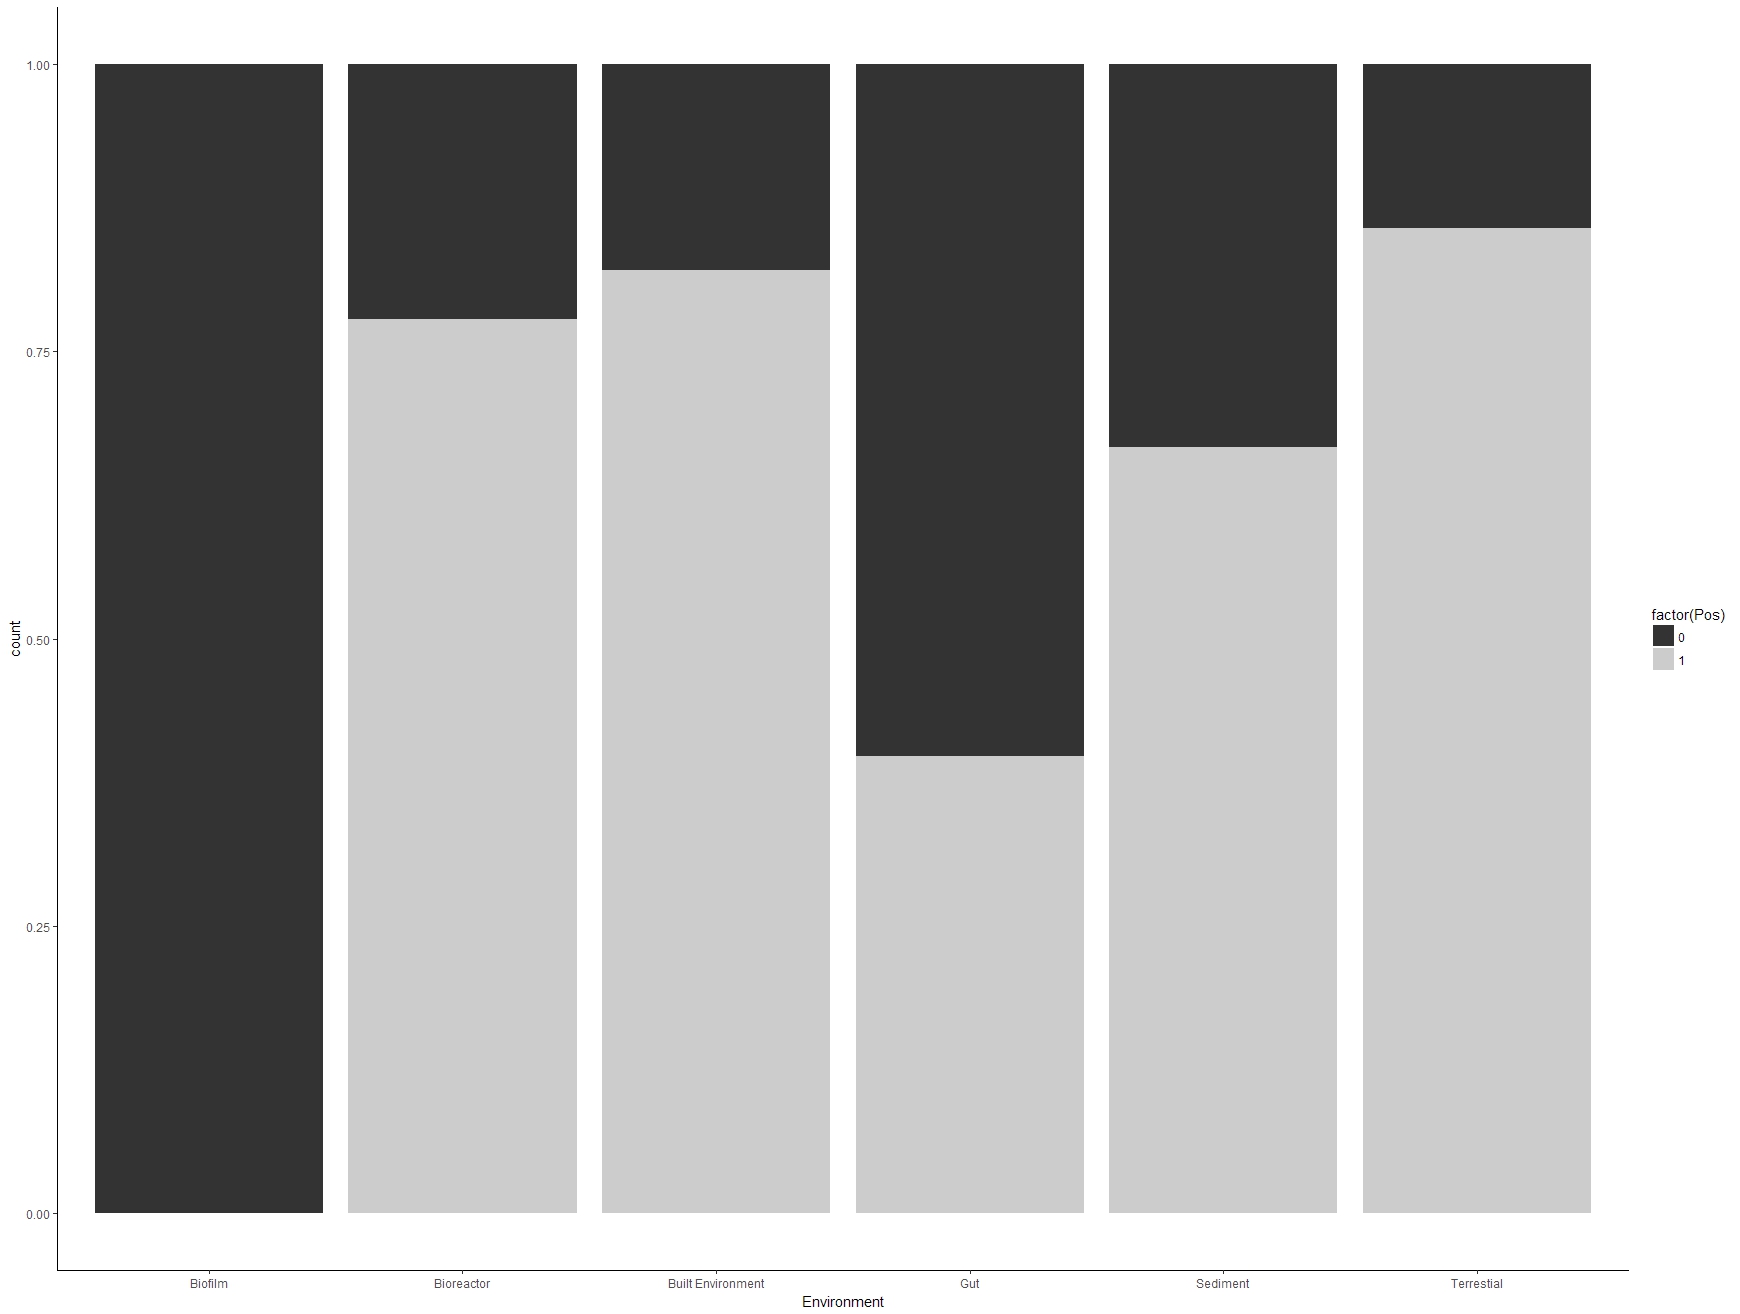 1.00
0.75
0.50
0.25
0.00
count
Biofilm
Bioreactor
Built Environment
Gut
Sediment
Terrestial
Environment
factor(Pos)
0
1